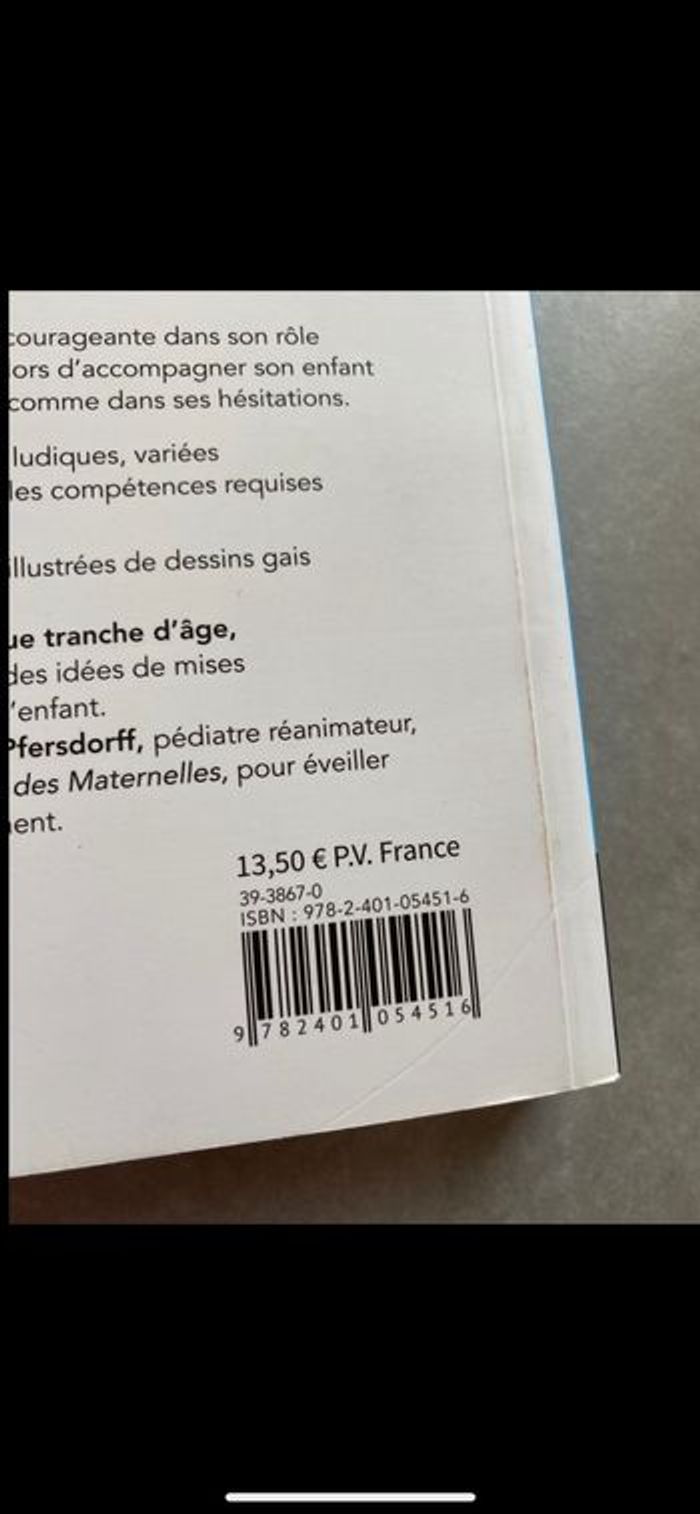 courageante dans son rôle
ors d'accompagner son enfant
comme dans ses hésitations.
ludiques, variées
les compétences requises
illustrées de dessins gais
ue tranche d'âge,
des idées de mises
l'enfant.
Pfersdorff, pédiatre réanimateur,
des Maternelles, pour éveiller
ent.
13,50 € P.V. France
39-3867-0
ISBN : 978-2-401-05451-6
9 782401 054516